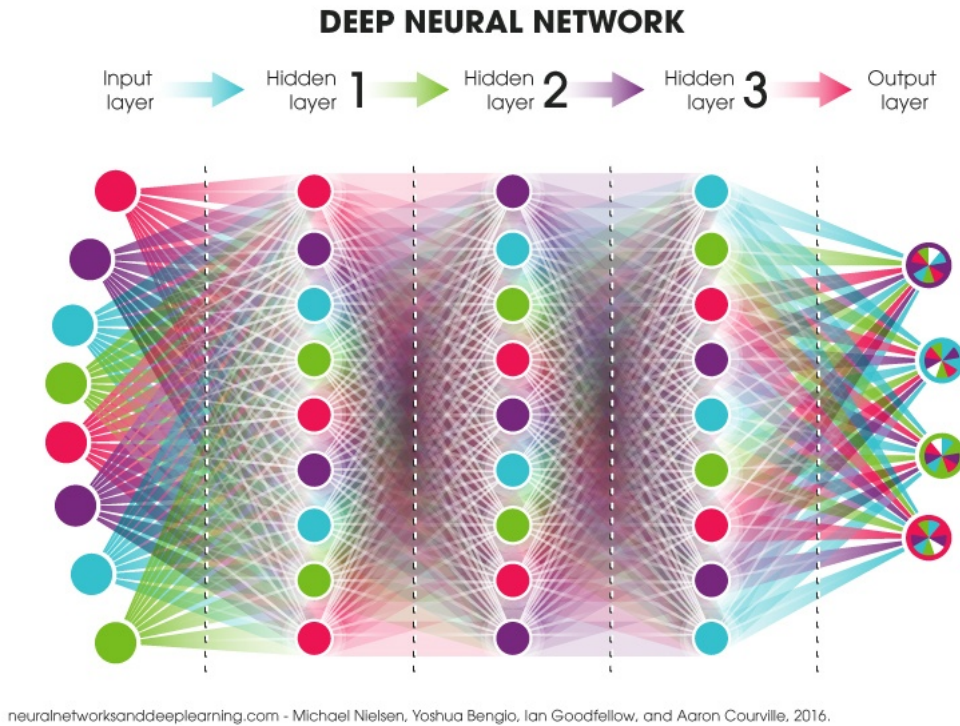 DEEP NEURAL NETWORK
Input layer
Hidden layer 1
Hidden layer 2
Hidden layer 3
Output layer
neuralnetworksanddeeplearning.com - Michael Nielsen, Yoshua Bengio, Ian Goodfellow, and Aaron Courville, 2016.